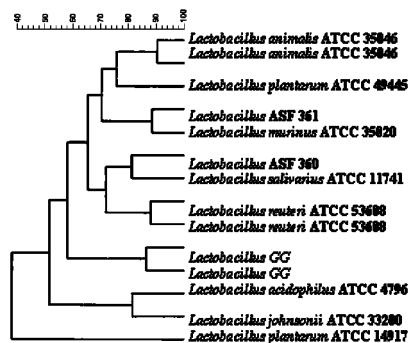 40 50 60 70 80 90 100
Lactobacillus animalis ATCC 35046
Lactobacillus animalis ATCC 35046
Lactobacillus plantarum ATCC 49445
Lactobacillus ASF 361
Lactobacillus murinus ATCC 35020
Lactobacillus ASF 360
Lactobacillus salivarius ATCC 11741
Lactobacillus reuteri ATCC 53608
Lactobacillus reuteri ATCC 53608
Lactobacillus GG
Lactobacillus GG
Lactobacillus acidophilus ATCC 4796
Lactobacillus johnsonii ATCC 33200
Lactobacillus plantarum ATCC 14917